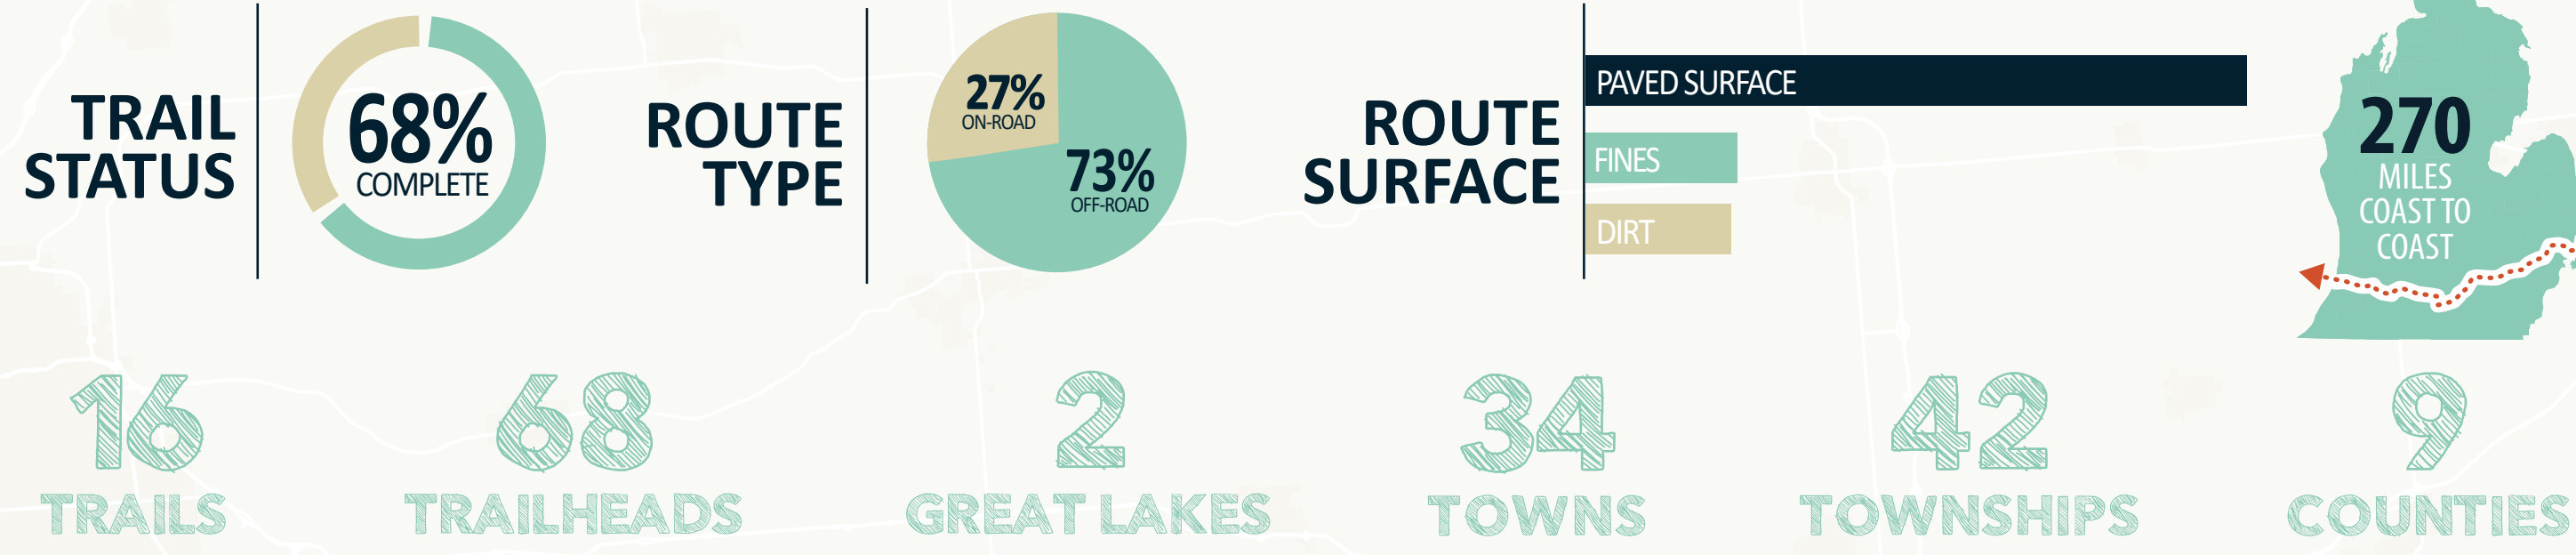 TRAIL
STATUS
68%
COMPLETE
ROUTE
TYPE
27%
ON-ROAD
73%
OFF-ROAD
ROUTE
SURFACE
PAVED SURFACE
FINES
DIRT
270
MILES
COAST TO
COAST
16
TRAILS
68
TRAILHEADS
2
GREAT LAKES
34
TOWNS
42
TOWNSHIPS
9
COUNTIES